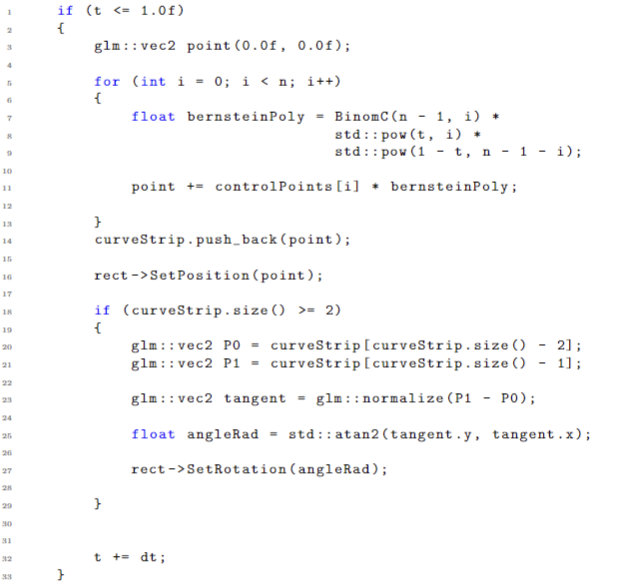 1 if (t <= 1.0f)
2 {
3 glm::vec2 point(0.0f, 0.0f);
4
5 for (int i = 0; i < n; i++)
6 {
7 float bernsteinPoly = BinomC(n - 1, i) *
8 std::pow(t, i) *
9 std::pow(1 - t, n - 1 - i);
10
11 point += controlPoints[i] * bernsteinPoly;
12
13 }
14 curveStrip.push_back(point);
15
16 rect->SetPosition(point);
17
18 if (curveStrip.size() >= 2)
19 {
20 glm::vec2 P0 = curveStrip[curveStrip.size() - 2];
21 glm::vec2 P1 = curveStrip[curveStrip.size() - 1];
22
23 glm::vec2 tangent = glm::normalize(P1 - P0);
24
25 float angleRad = std::atan2(tangent.y, tangent.x);
26
27 rect->SetRotation(angleRad);
28
29 }
30
31
32 t += dt;
33 }